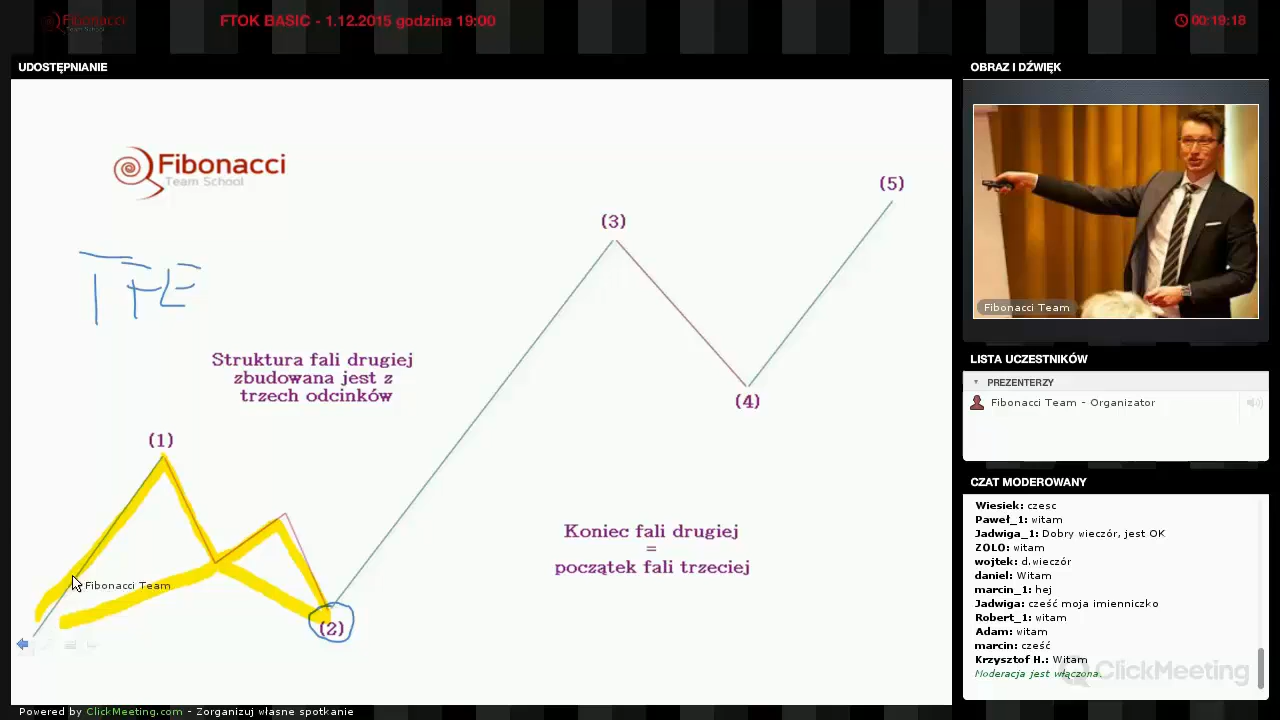 Fibonacci
Team School
FTOK BASIC - 1.12.2015 godzina 19:00
00:19:18
UDOSTĘPNIANIE
OBRAZ I DŹWIĘK
Fibonacci
Team School
TFE
(1)
(2)
(3)
(4)
(5)
Struktura fali drugiej
zbudowana jest z
trzech odcinków
Koniec fali drugiej
=
początek fali trzeciej
Fibonacci Team
Fibonacci Team
LISTA UCZESTNIKÓW
PREZENTERZY
Fibonacci Team - Organizator
CZAT MODEROWANY
Wiesiek: czesc
Paweł_1: witam
Jadwiga_1: Dobry wieczór, jest OK
ZOLO: witam
wojtek: d.wieczór
daniel: Witam
marcin_1: hej
Jadwiga: cześć moja imienniczko
Robert_1: witam
Adam: witam
marcin: cześć
Krzysztof H.: Witam
Moderacja jest włączona.
ClickMeeting
Powered by ClickMeeting.com - Zorganizuj własne spotkanie